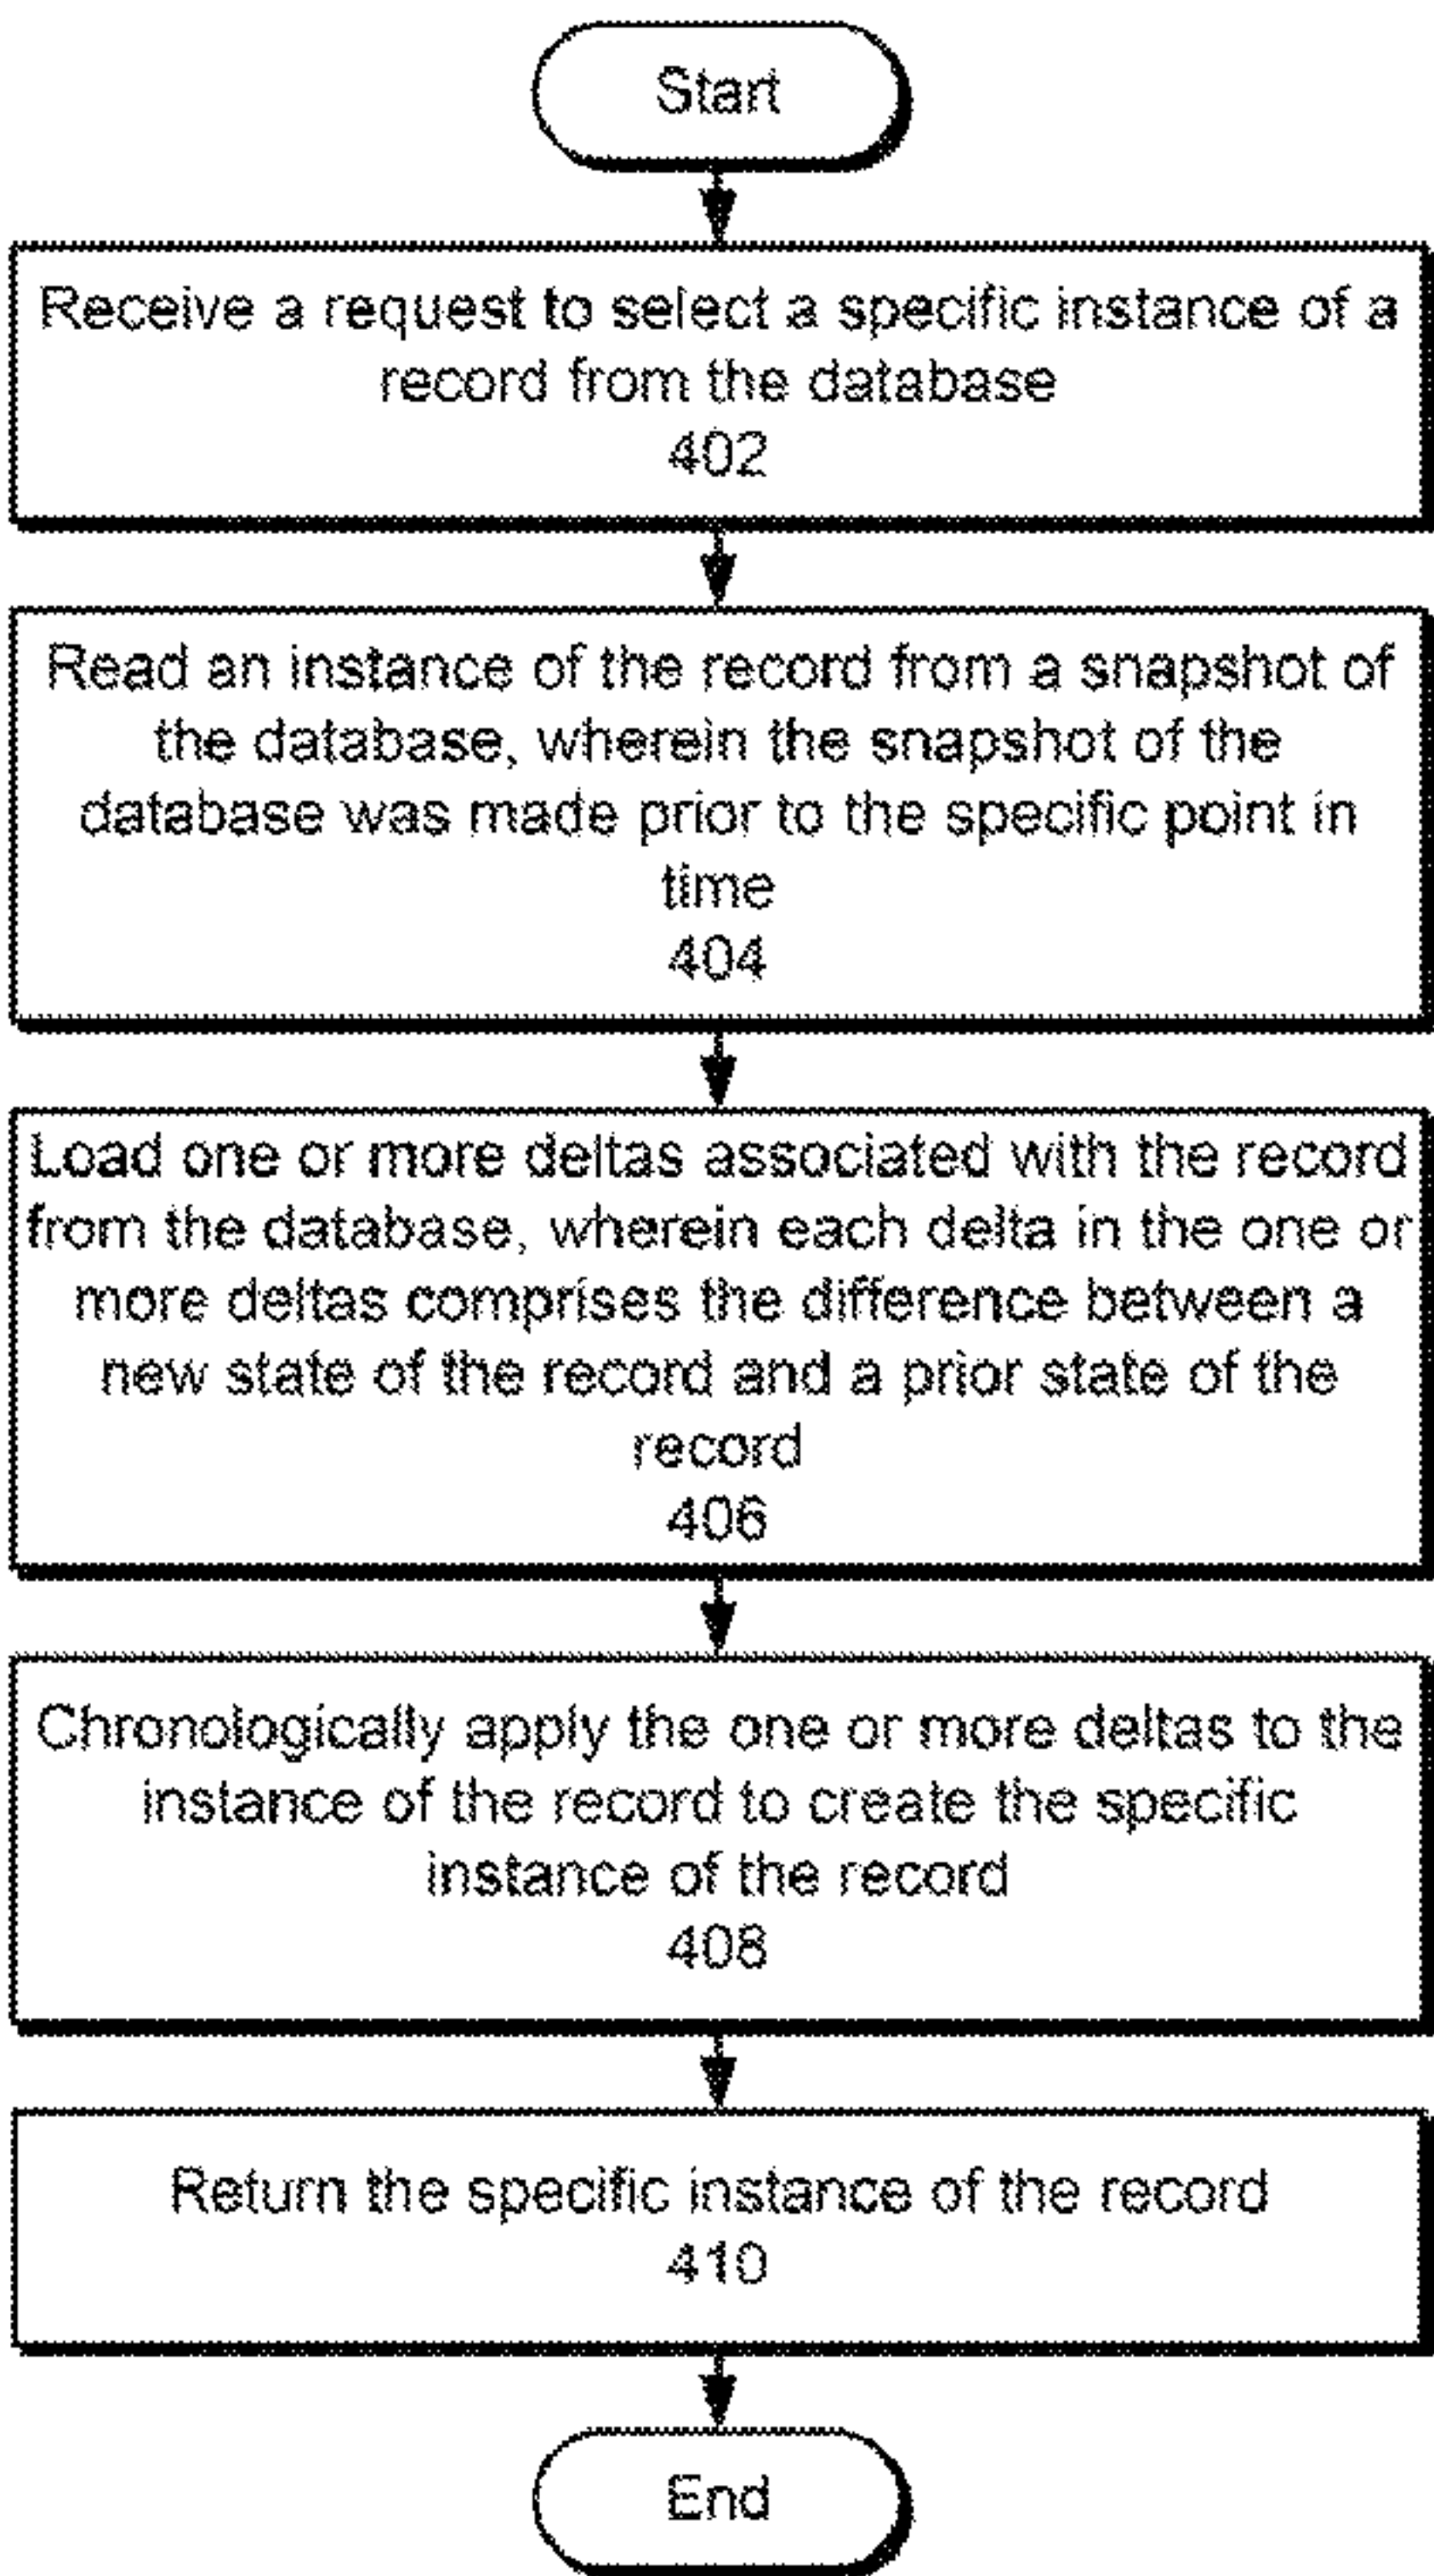 Start
Receive a request to select a specific instance of a
record from the database
402
Read an instance of the record from a snapshot of
the database, wherein the snapshot of the
database was made prior to the specific point in
time
404
Load one or more deltas associated with the record
from the database, wherein each delta in the one or
more deltas comprises the difference between a
new state of the record and a prior state of the
record
406
Chronologically apply the one or more deltas to the
instance of the record to create the specific
instance of the record
408
Return the specific instance of the record
410
End